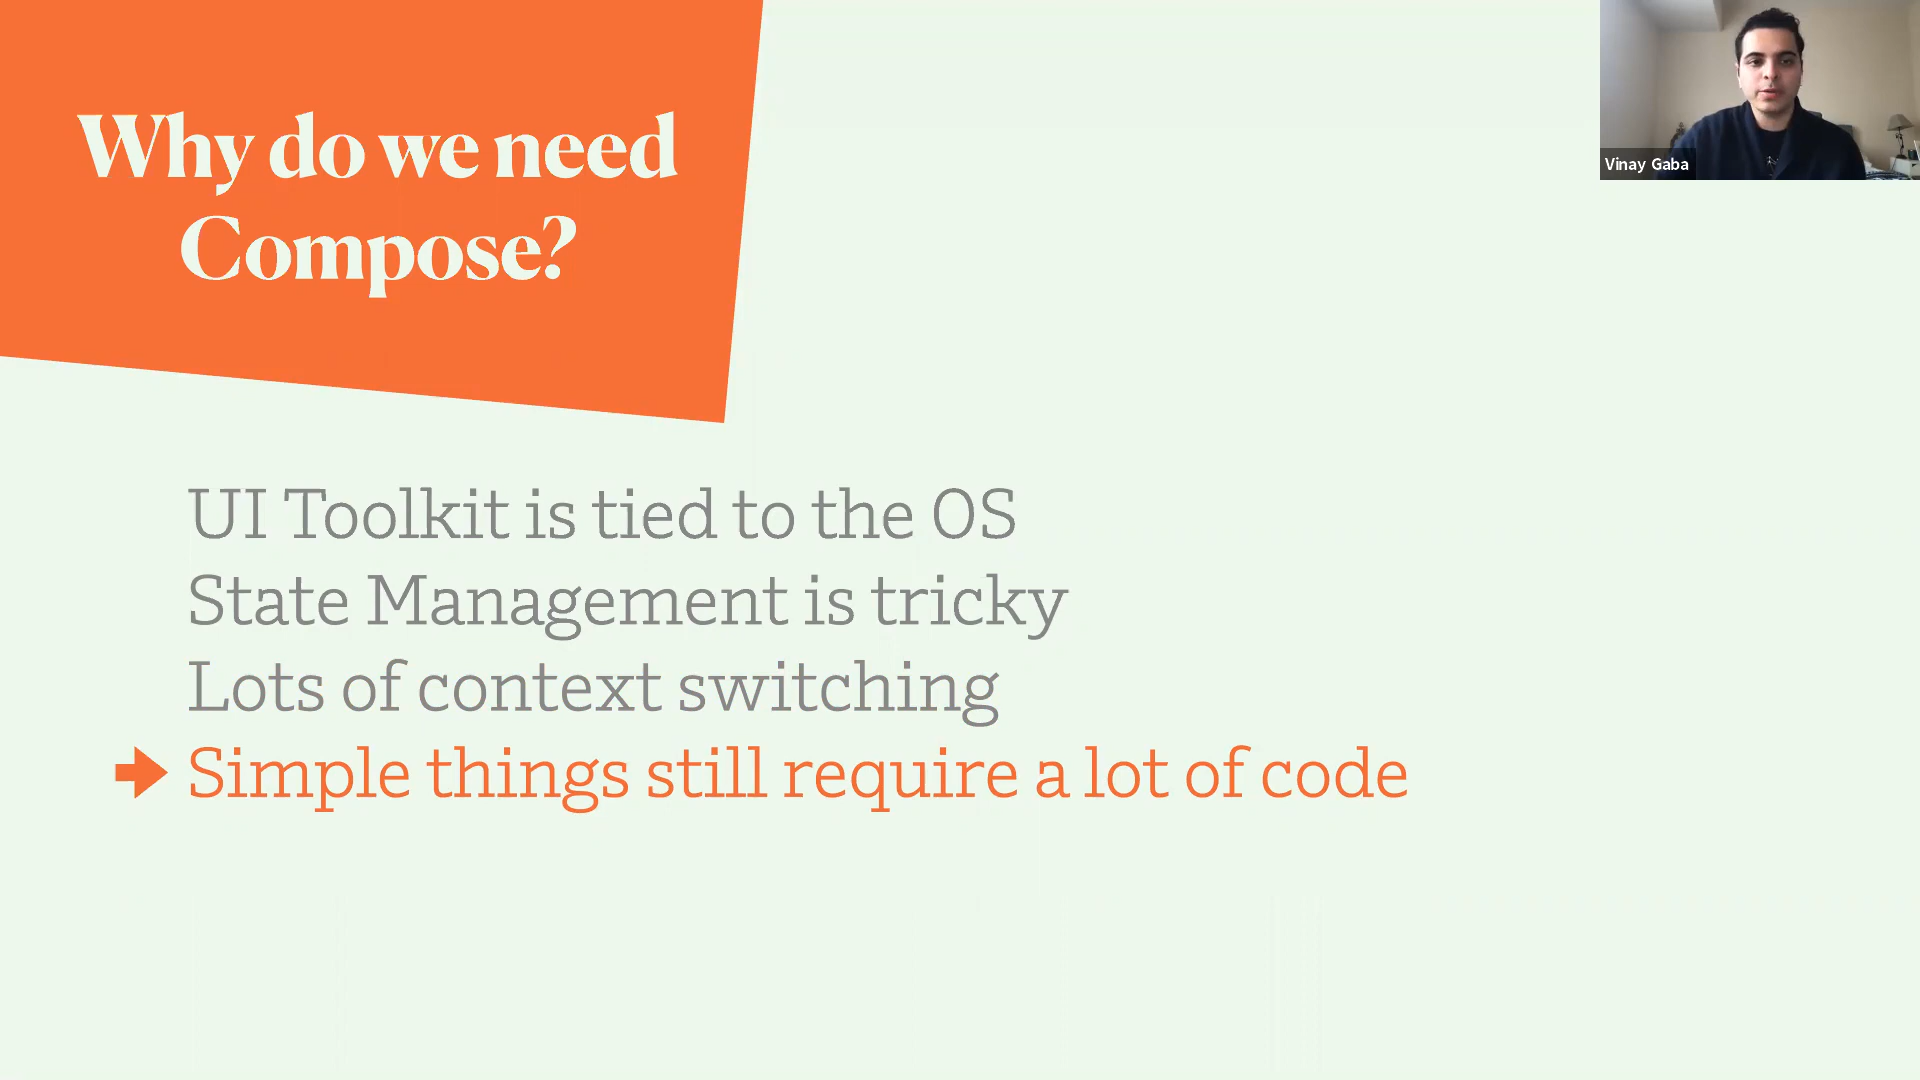 Why do we need
Compose?
Vinay Gaba
UI Toolkit is tied to the OS
State Management is tricky
Lots of context switching
Simple things still require a lot of code